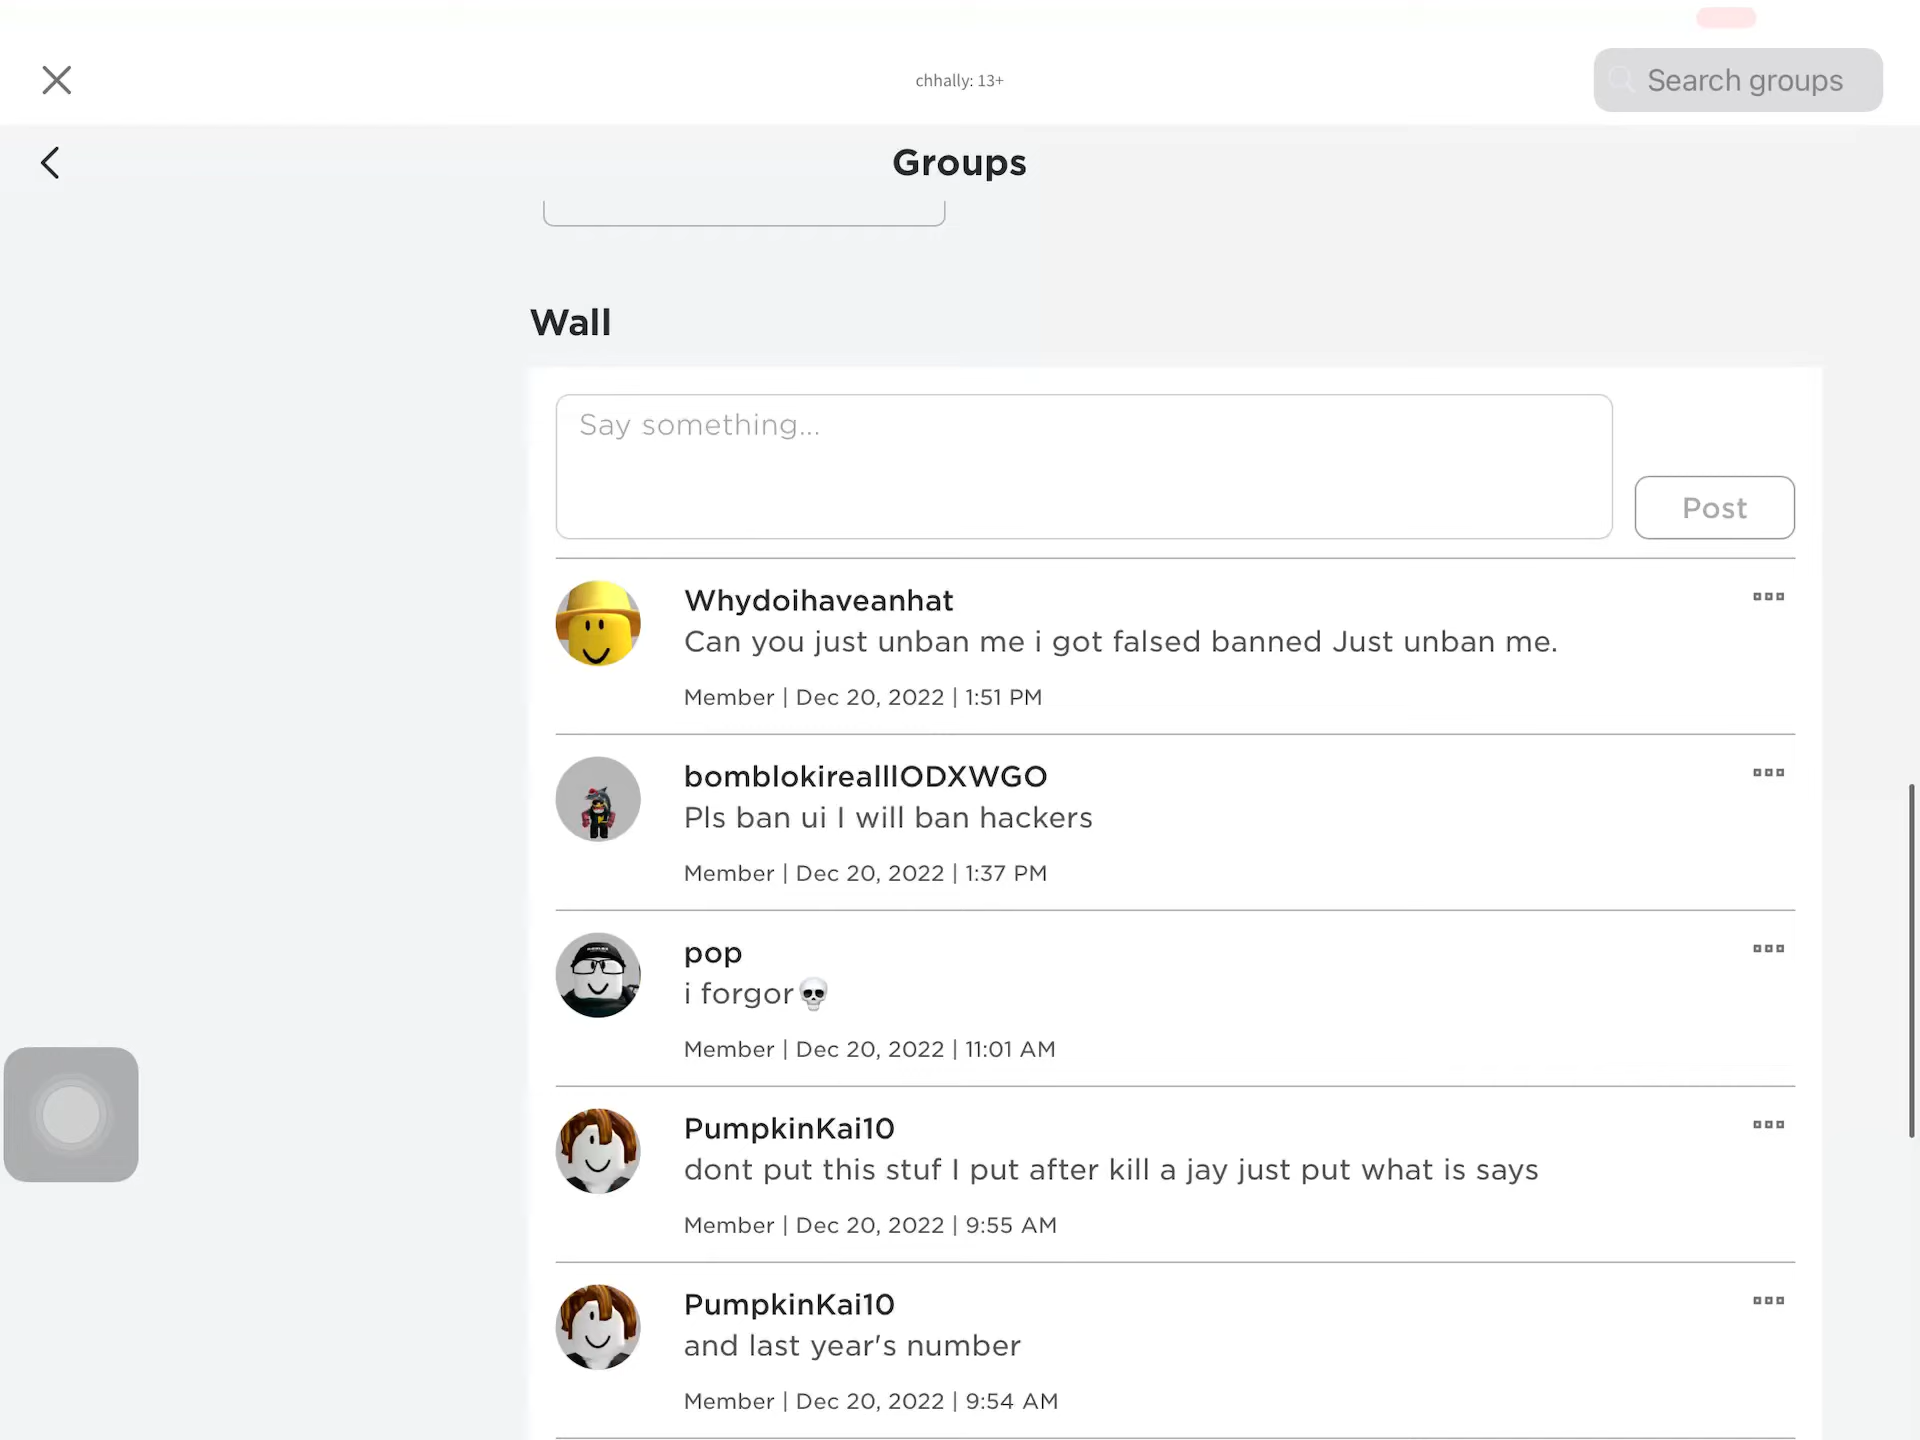 chhally: 13+
Search groups
Groups
Wall
Say something...
Post
Whydoihaveanhat
Can you just unban me i got falsed banned Just unban me.
Member | Dec 20, 2022 | 1:51 PM
bomblokirealllODXWGO
Pls ban ui I will ban hackers
Member | Dec 20, 2022 | 1:37 PM
pop
i forgor💀
Member | Dec 20, 2022 | 11:01 AM
PumpkinKai10
dont put this stuf I put after kill a jay just put what is says
Member | Dec 20, 2022 | 9:55 AM
PumpkinKai10
and last year's number
Member | Dec 20, 2022 | 9:54 AM